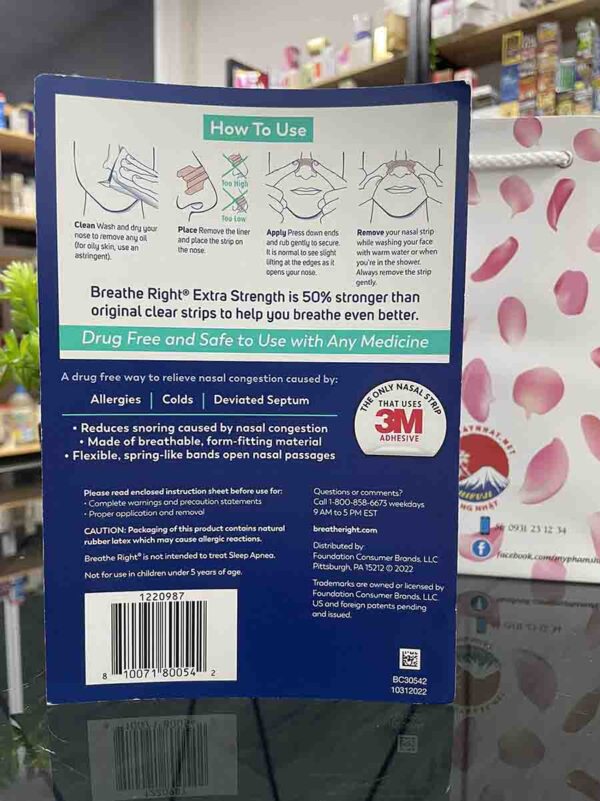 How To Use
Too High
Too Low
Clean Wash and dry your
nose to remove any oil
(for oily skin, use an
astringent).
Place Remove the liner
and place the strip on
the nose.
Apply Press down ends
and rub gently to secure.
It is normal to see slight
lifting at the edges as it
opens your nose.
Remove your nasal strip
while washing your face
with warm water or when
you're in the shower.
Always remove the strip
gently.
Breathe Right® Extra Strength is 50% stronger than
original clear strips to help you breathe even better.
Drug Free and Safe to Use with Any Medicine
A drug free way to relieve nasal congestion caused by:
Allergies | Colds | Deviated Septum
• Reduces snoring caused by nasal congestion
• Made of breathable, form-fitting material
• Flexible, spring-like bands open nasal passages
THE ONLY NASAL STRIP
THAT USES
3M
ADHESIVE
Please read enclosed instruction sheet before use for:
• Complete warnings and precaution statements
• Proper application and removal
CAUTION: Packaging of this product contains natural
rubber latex which may cause allergic reactions.
Breathe Right® is not intended to treat Sleep Apnea.
Not for use in children under 5 years of age.
Questions or comments?
Call 1-800-858-6673 weekdays
9 AM to 5 PM EST
breatheright.com
Distributed by
Foundation Consumer Brands, LLC
Pittsburgh, PA 15212 © 2022
Trademarks are owned or licensed by
Foundation Consumer Brands, LLC
US and foreign patents pending
and issued.
1220987
8 10071 80054 2
BC30542
10312022
0931 23 12 34